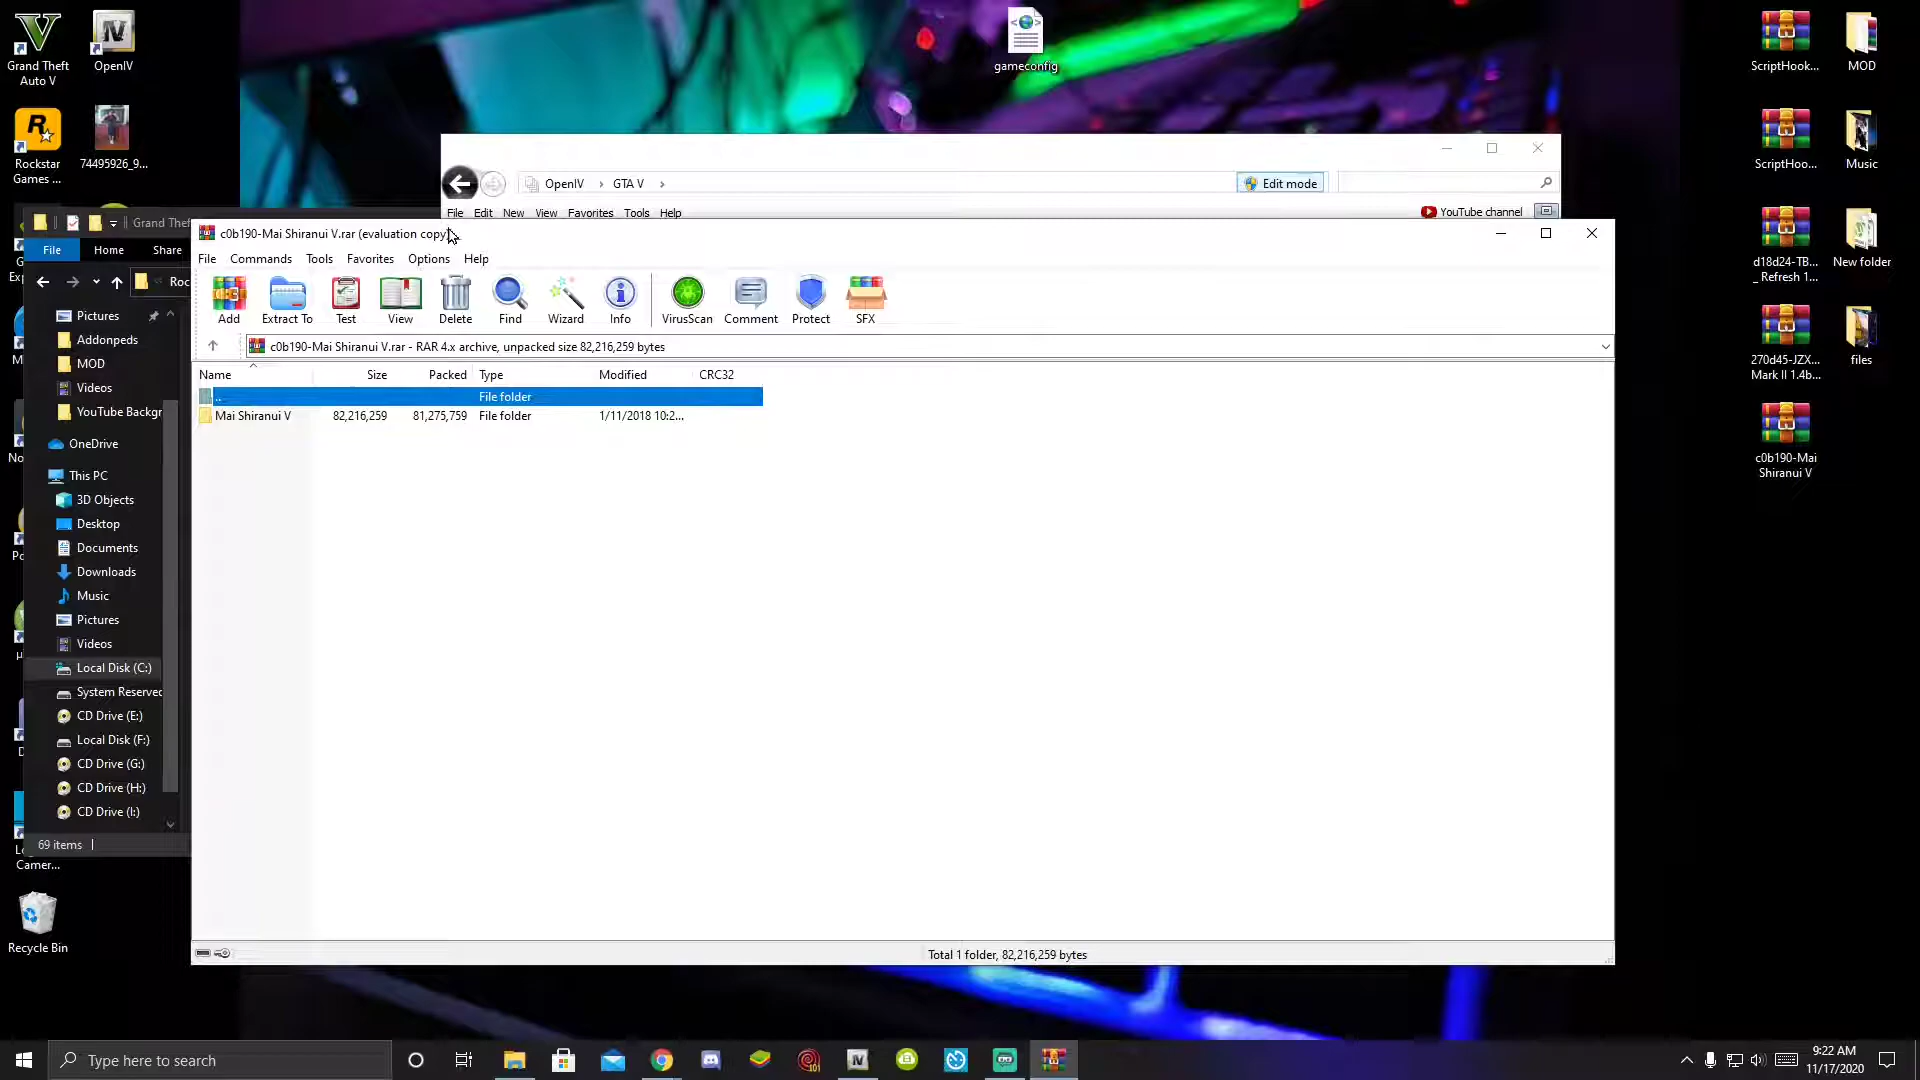 Grand Theft
Auto V
OpenIV
gameconfig
ScriptHook...
MOD
Rockstar
Games ...
74495926_9...
ScriptHoo...
Music
OpenIV
GTA V
Edit mode
File
Edit
New
View
Favorites
Tools
Help
YouTube channel
d18d24-TB...
_ Refresh 1...
New folder
Grand Thef
File
Home
Share
Roc
c0b190-Mai Shiranui V.rar (evaluation copy)
File
Commands
Tools
Favorites
Options
Help
Add
Extract To
Test
View
Delete
Find
Wizard
Info
VirusScan
Comment
Protect
SFX
c0b190-Mai Shiranui V.rar - RAR 4.x archive, unpacked size 82,216,259 bytes
Name
Size
Packed
Type
Modified
CRC32
..
File folder
Mai Shiranui V
82,216,259
81,275,759
File folder
1/11/2018 10:2...
270d45-JZX...
Mark II 1.4b...
files
c0b190-Mai
Shiranui V
Pictures
Addonpeds
MOD
Videos
YouTube Backgr
OneDrive
This PC
3D Objects
Desktop
Documents
Downloads
Music
Pictures
Videos
Local Disk (C:)
System Reserved
CD Drive (E:)
Local Disk (F:)
CD Drive (G:)
CD Drive (H:)
CD Drive (I:)
69 items
Camer...
Recycle Bin
Total 1 folder, 82,216,259 bytes
Type here to search
9:22 AM
11/17/2020